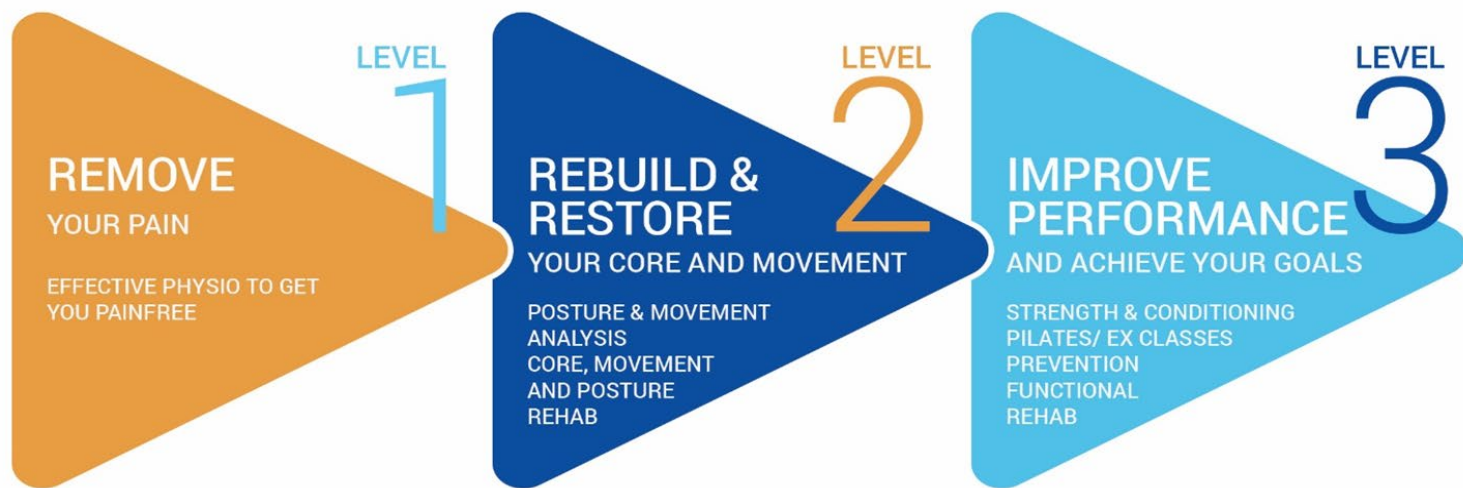 LEVEL
1
REMOVE
YOUR PAIN
EFFECTIVE PHYSIO TO GET
YOU PAINFREE
LEVEL
2
REBUILD &
RESTORE
YOUR CORE AND MOVEMENT
POSTURE & MOVEMENT
ANALYSIS
CORE, MOVEMENT
AND POSTURE
REHAB
LEVEL
3
IMPROVE
PERFORMANCE
AND ACHIEVE YOUR GOALS
STRENGTH & CONDITIONING
PILATES/ EX CLASSES
PREVENTION
FUNCTIONAL
REHAB